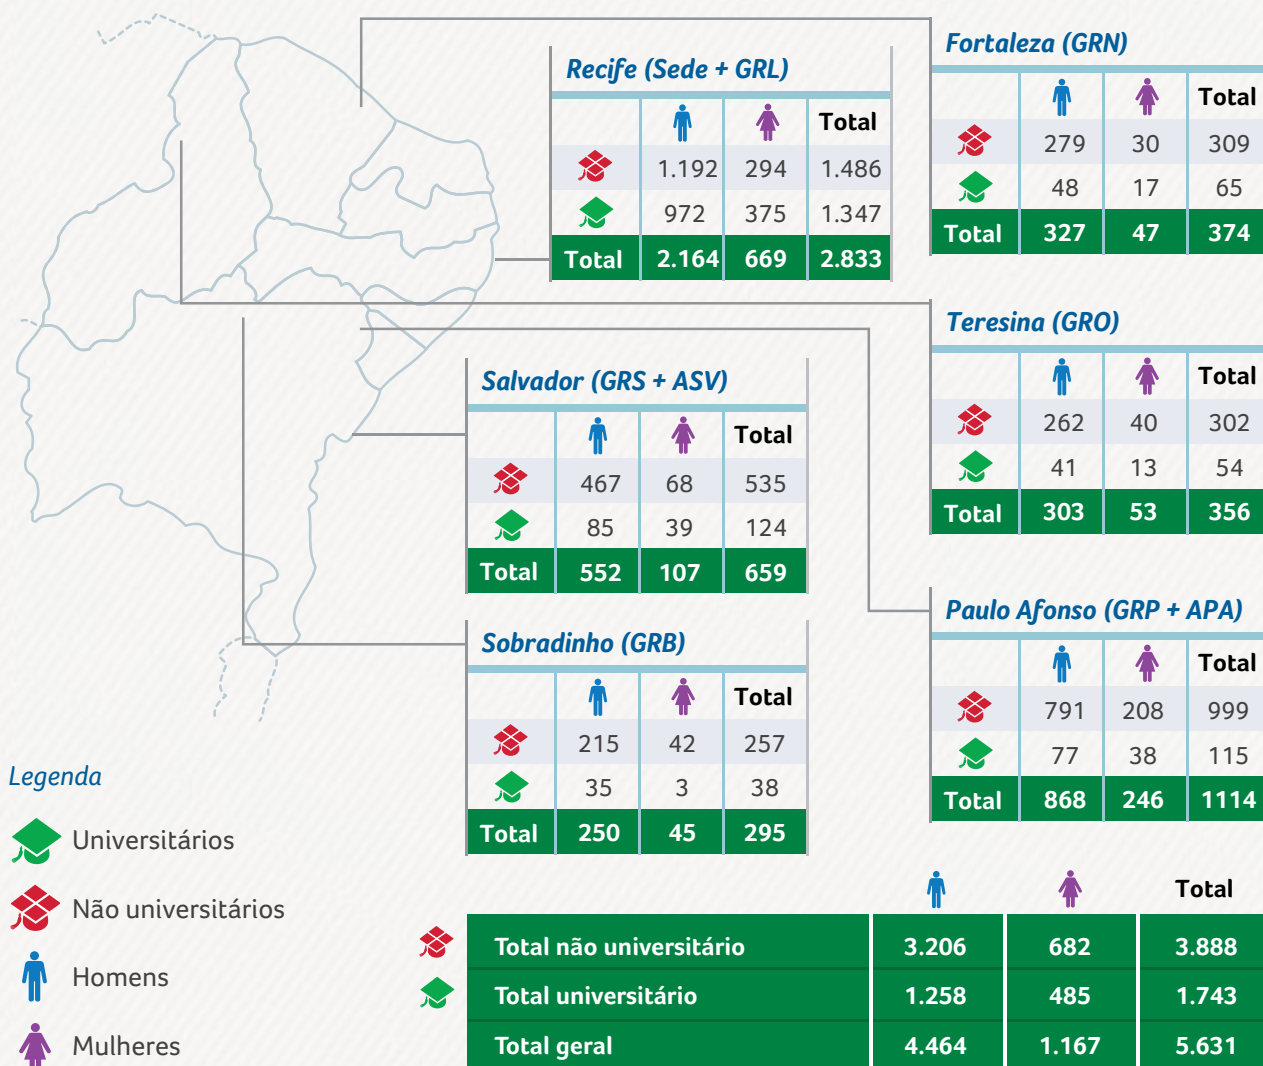 Recife (Sede + GRL)
Total
1.192 294 1.486
972 375 1.347
Total 2.164 669 2.833
Fortaleza (GRN)
Total
279 30 309
48 17 65
Total 327 47 374
Teresina (GRO)
Total
262 40 302
41 13 54
Total 303 53 356
Salvador (GRS + ASV)
Total
467 68 535
85 39 124
Total 552 107 659
Paulo Afonso (GRP + APA)
Total
791 208 999
77 38 115
Total 868 246 1114
Sobradinho (GRB)
Total
215 42 257
35 3 38
Total 250 45 295
Legenda
Universitários
Não universitários
Homens
Mulheres
Total
Total não universitário 3.206 682 3.888
Total universitário 1.258 485 1.743
Total geral 4.464 1.167 5.631